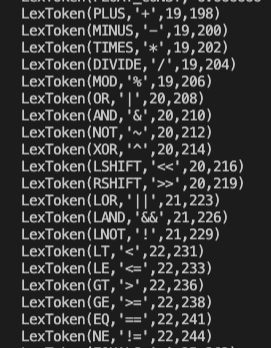 LexToken(PLUS,'+',19,198)
LexToken(MINUS,'-',19,200)
LexToken(TIMES,'*',19,202)
LexToken(DIVIDE,'/',19,204)
LexToken(MOD,'%',19,206)
LexToken(OR,'|',20,208)
LexToken(AND,'&',20,210)
LexToken(NOT,'~',20,212)
LexToken(XOR,'^',20,214)
LexToken(LSHIFT,'<<',20,216)
LexToken(RSHIFT,'>>',20,219)
LexToken(LOR,'||',21,223)
LexToken(LAND,'&&',21,226)
LexToken(LNOT,'!',21,229)
LexToken(LT,'<',22,231)
LexToken(LE,'<=',22,233)
LexToken(GT,'>',22,236)
LexToken(GE,'>=',22,238)
LexToken(EQ,'==',22,241)
LexToken(NE,'!=',22,244)